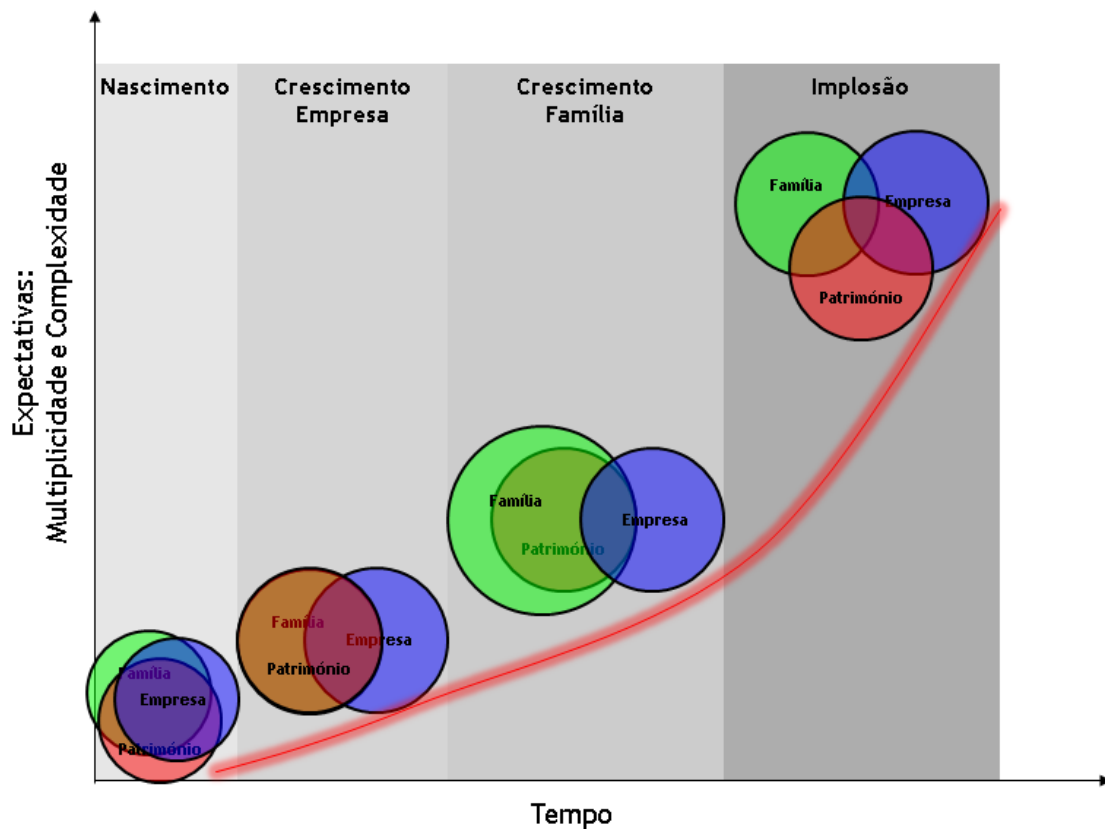 Nascimento
Crescimento
Empresa
Crescimento
Família
Implosão
Expectativas:
Multiplicidade e Complexidade
Família
Empresa
Património
Família
Empresa
Património
Família
Empresa
Património
Família
Empresa
Património
Tempo